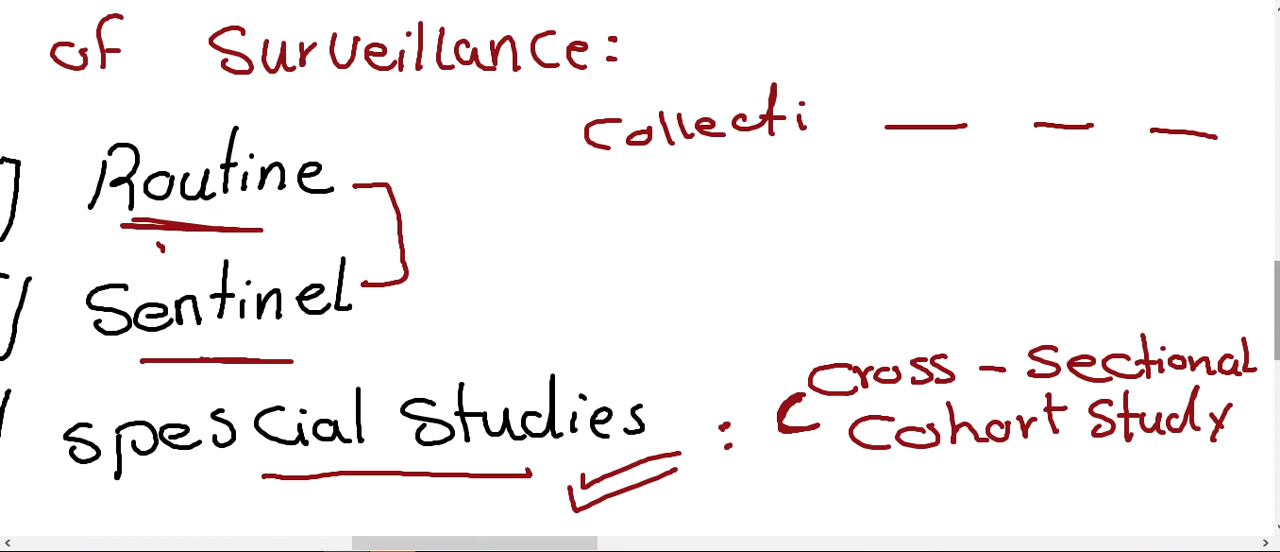 of Surveillance:
Collecti
Routine
Sentinel
Cross - Sectional
spescial Studies : Cohort Study